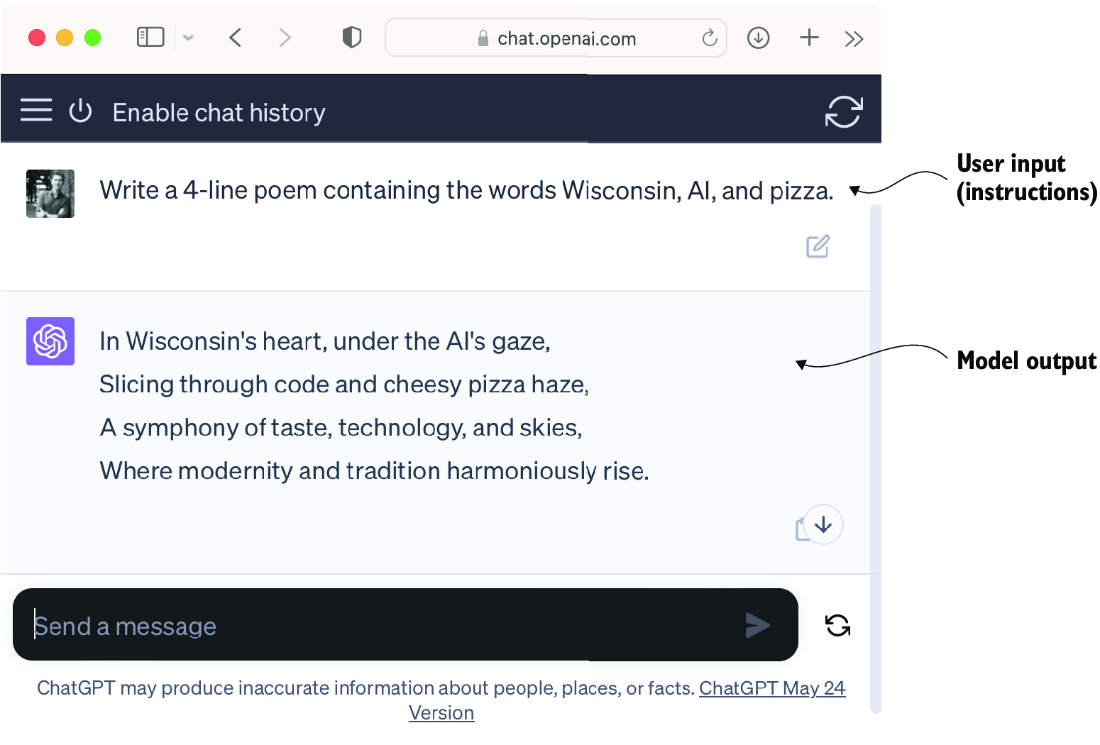 chat.openai.com
Enable chat history
Write a 4-line poem containing the words Wisconsin, AI, and pizza.
User input
(instructions)
In Wisconsin's heart, under the AI's gaze,
Slicing through code and cheesy pizza haze,
A symphony of taste, technology, and skies,
Where modernity and tradition harmoniously rise.
Model output
Send a message
ChatGPT may produce inaccurate information about people, places, or facts. ChatGPT May 24
Version